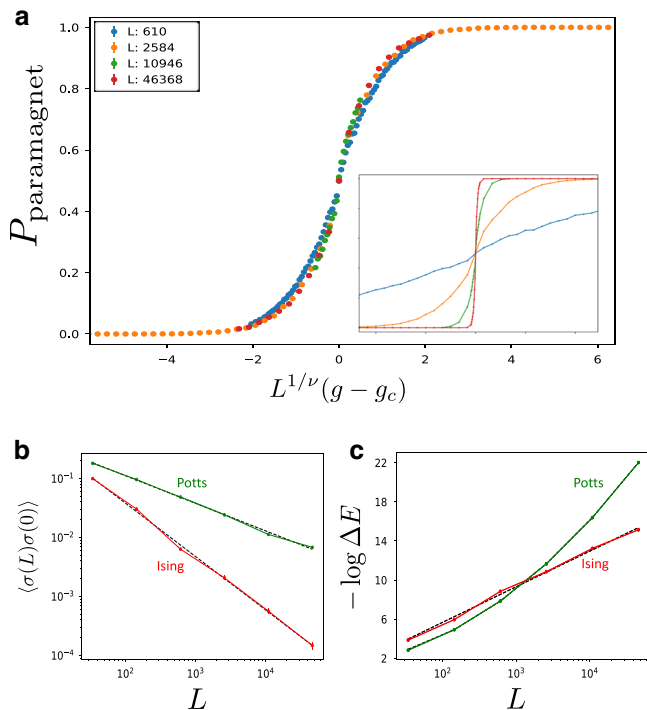 a
L: 610
L: 2584
L: 10946
L: 46368
P_paramagnet
1.0
0.8
0.6
0.4
0.2
0.0
−4 −2 0 2 4 6
L^{1/ν}(g − g_c)
b
⟨σ(L)σ(0)⟩
10^{−1}
10^{−2}
10^{−3}
10^{−4}
Potts
Ising
10^2 10^3 10^4
L
c
− log ΔE
22
18
14
10
6
2
Potts
Ising
10^2 10^3 10^4
L